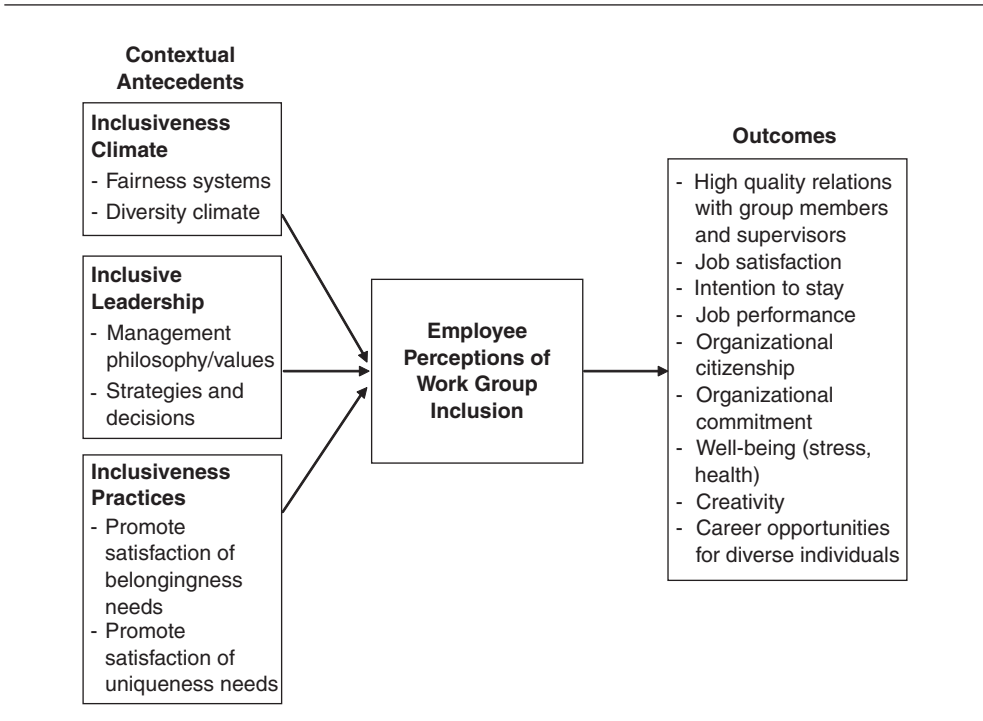 Contextual
Antecedents
Inclusiveness
Climate
- Fairness systems
- Diversity climate
Inclusive
Leadership
- Management
philosophy/values
- Strategies and
decisions
Inclusiveness
Practices
- Promote
satisfaction of
belongingness
needs
- Promote
satisfaction of
uniqueness needs
Employee
Perceptions of
Work Group
Inclusion
Outcomes
- High quality relations
with group members
and supervisors
- Job satisfaction
- Intention to stay
- Job performance
- Organizational
citizenship
- Organizational
commitment
- Well-being (stress,
health)
- Creativity
- Career opportunities
for diverse individuals